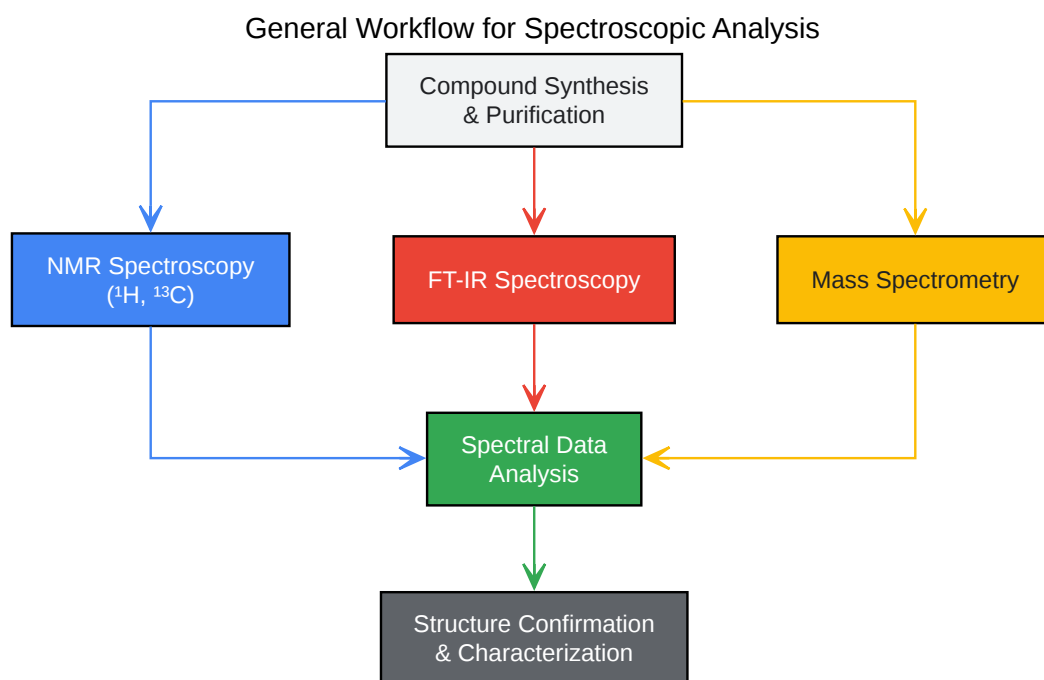 General Workflow for Spectroscopic Analysis
Compound Synthesis
& Purification
NMR Spectroscopy
(¹H, ¹³C)
FT-IR Spectroscopy
Mass Spectrometry
Spectral Data
Analysis
Structure Confirmation
& Characterization